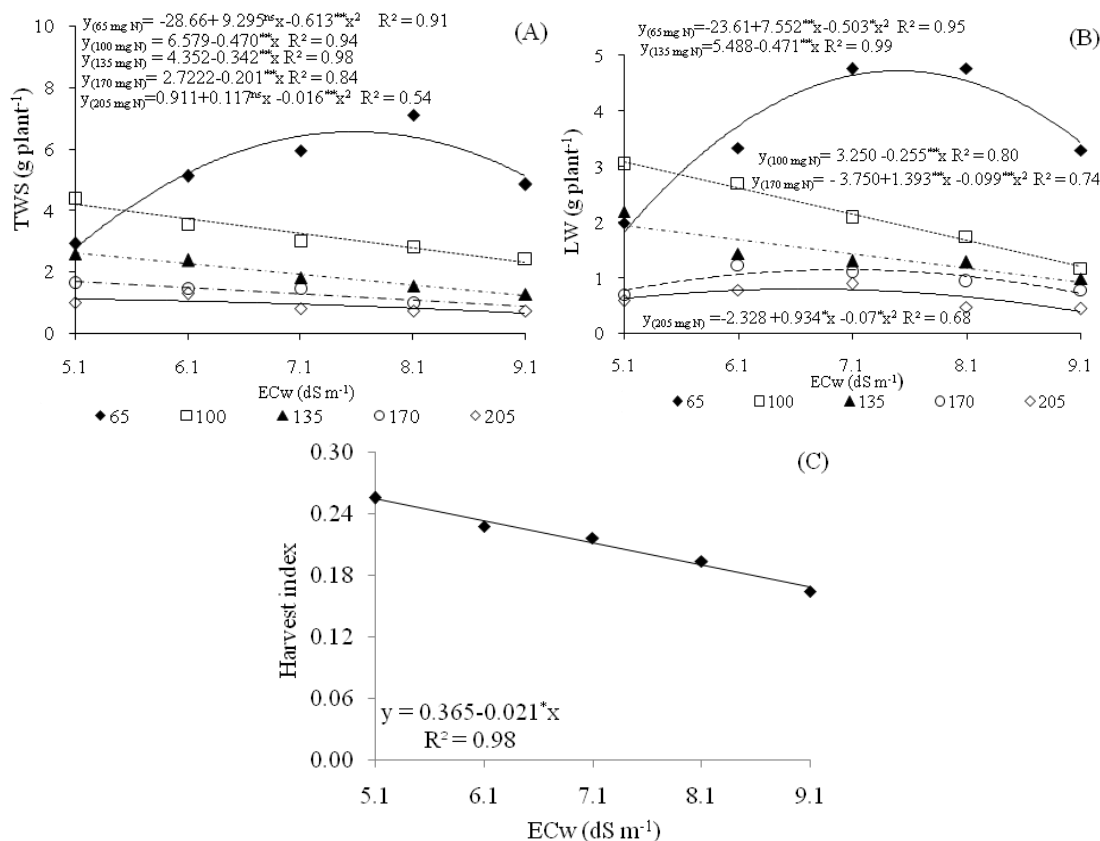 (A)
y(65 mg N) = -28.66+ 9.295nsx-0.613**x² R² = 0.91
y(100 mg N) = 6.579-0.470**x R² = 0.94
y(135 mg N) = 4.352-0.342**x R² = 0.98
y(170 mg N) = 2.7222-0.201**x R² = 0.84
y(205 mg N)=0.911+0.117nsx -0.016**x² R² = 0.54
TWS (g plant-1)
10
8
6
4
2
0
5.1 6.1 7.1 8.1 9.1
ECw (dS m-1)
65 100 135 170 205
(B)
y(65 mg N) =-23.61+7.552**x-0.503*x² R² = 0.95
y(135 mg N)=5.488-0.471**x R² = 0.99
y(100 mg N)= 3.250 -0.255**x R² = 0.80
y(170 mg N)= - 3.750+1.393**x -0.099**x² R² = 0.74
y(205 mg N) =-2.328 +0.934*x -0.07*x² R² = 0.68
LW (g plant-1)
5
4
3
2
1
0
5.1 6.1 7.1 8.1 9.1
ECw (dS m-1)
65 100 135 170 205
(C)
Harvest index
0.30
0.24
0.18
0.12
0.06
0.00
y = 0.365-0.021*x
R² = 0.98
5.1 6.1 7.1 8.1 9.1
ECw (dS m-1)